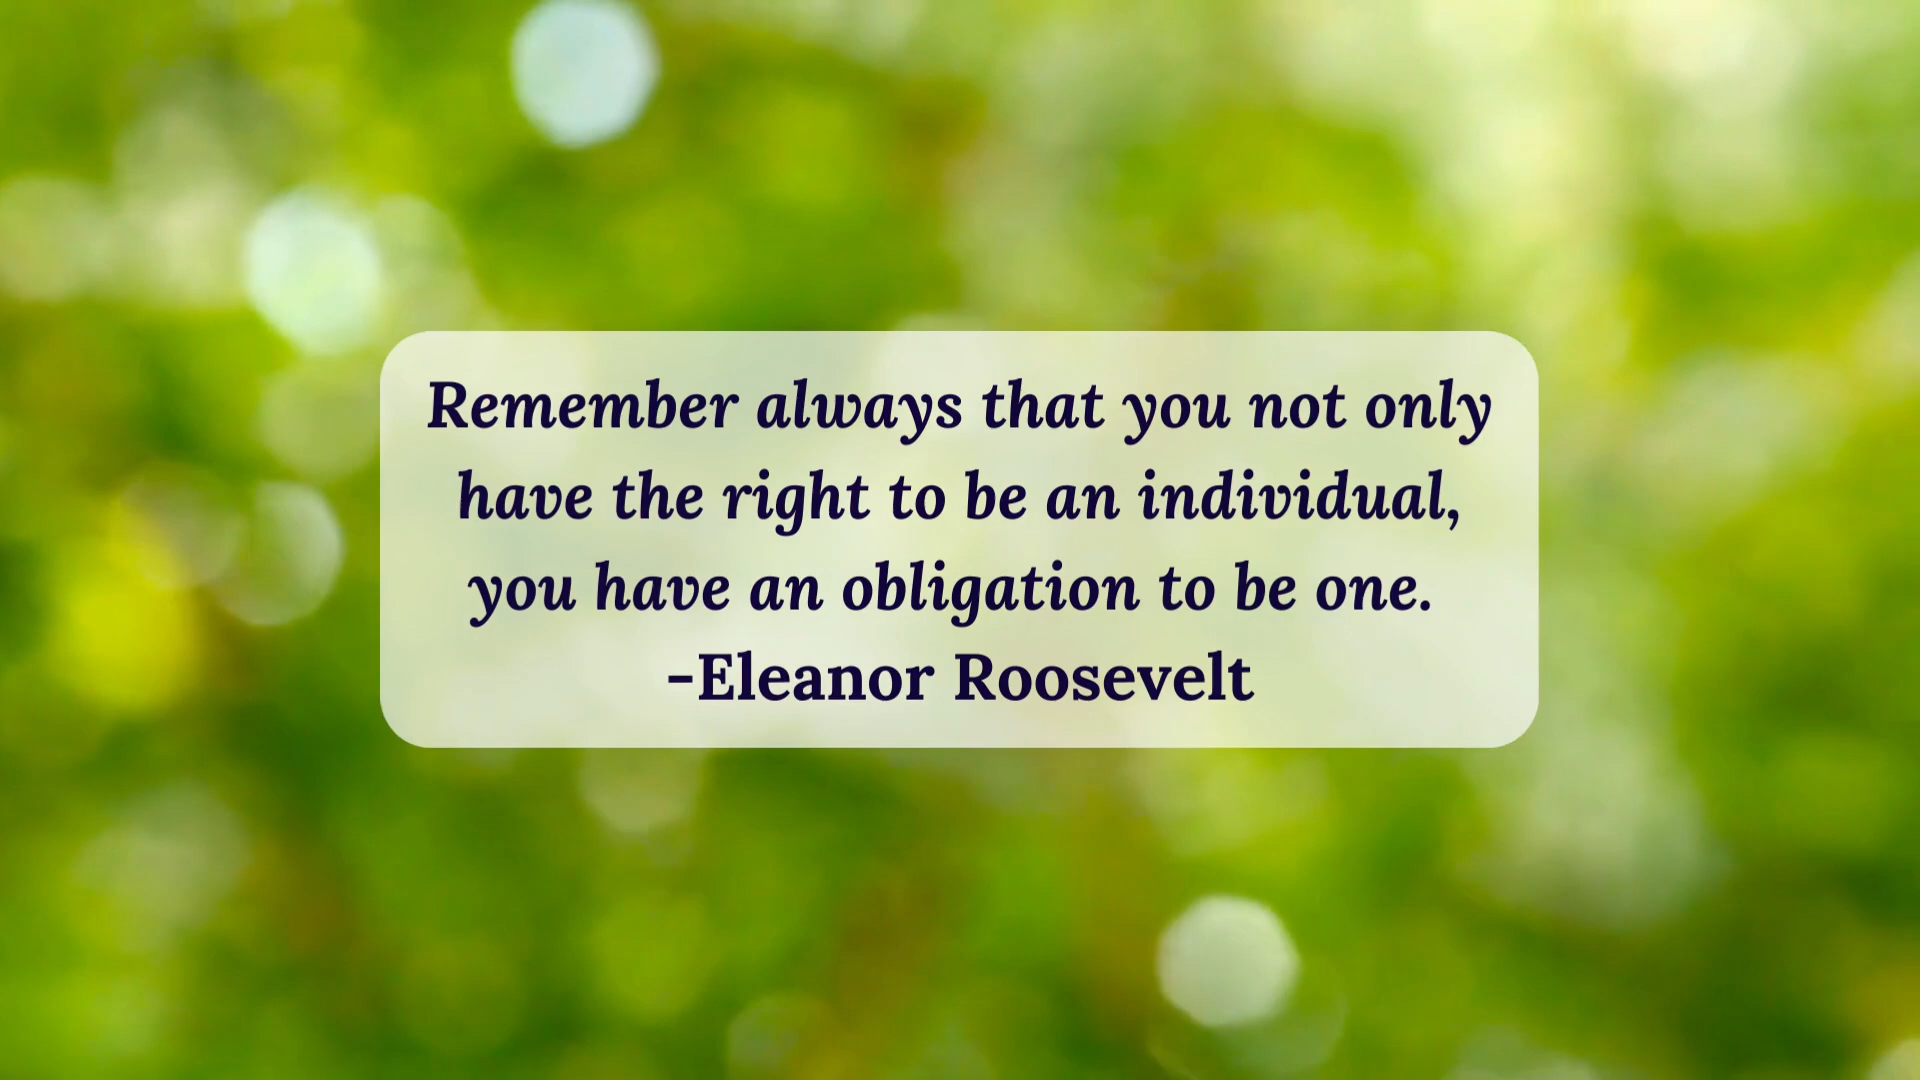 Remember always that you not only
have the right to be an individual,
you have an obligation to be one.
-Eleanor Roosevelt